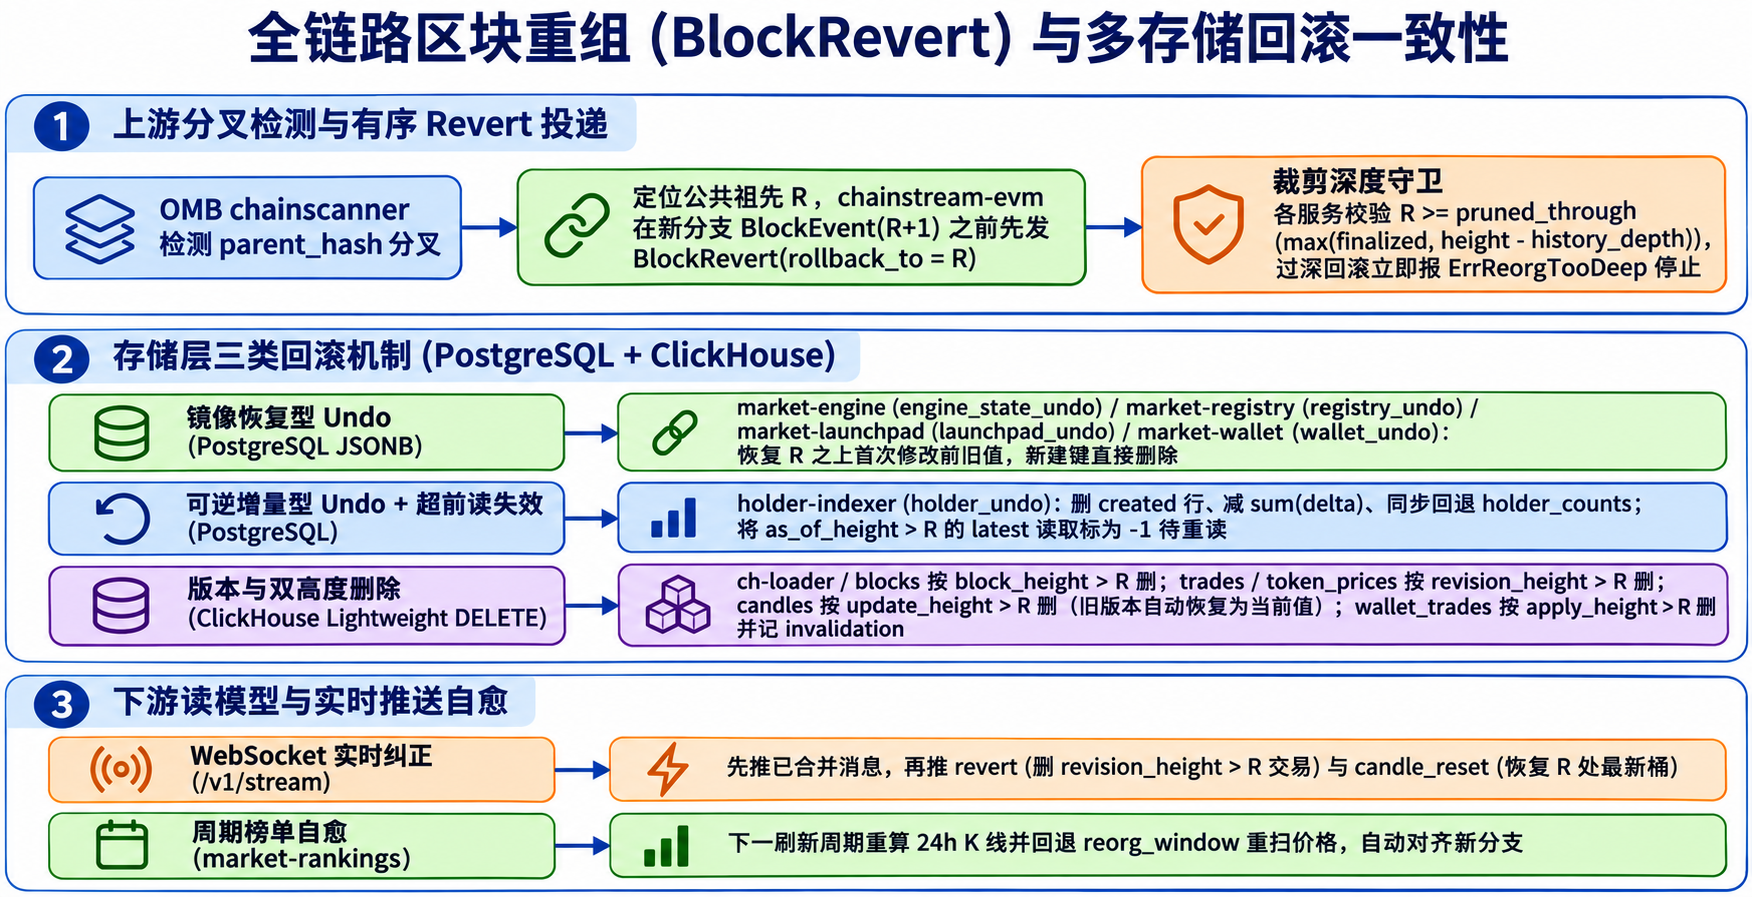 全链路区块重组 (BlockRevert) 与多存储回滚一致性
1 上游分叉检测与有序 Revert 投递
OMB chainscanner
检测 parent_hash 分叉
定位公共祖先 R ，chainstream-evm
在新分支 BlockEvent(R+1) 之前先发
BlockRevert(rollback_to = R)
裁剪深度守卫
各服务校验 R >= pruned_through
(max(finalized, height - history_depth))，
过深回滚立即报 ErrReorgTooDeep 停止
2 存储层三类回滚机制 (PostgreSQL + ClickHouse)
镜像恢复型 Undo
(PostgreSQL JSONB)
market-engine (engine_state_undo) / market-registry (registry_undo) /
market-launchpad (launchpad_undo) / market-wallet (wallet_undo)：
恢复 R 之上首次修改前旧值，新建键直接删除
可逆增量型 Undo + 超前读失效
(PostgreSQL)
holder-indexer (holder_undo)：删 created 行、减 sum(delta)、同步回退 holder_counts；
将 as_of_height > R 的 latest 读取标为 -1 待重读
版本与双高度删除
(ClickHouse Lightweight DELETE)
ch-loader / blocks 按 block_height > R 删；trades / token_prices 按 revision_height > R 删；
candles 按 update_height > R 删（旧版本自动恢复为当前值）；wallet_trades 按 apply_height > R 删
并记 invalidation
3 下游读模型与实时推送自愈
WebSocket 实时纠正
(/v1/stream)
先推已合并消息，再推 revert (删 revision_height > R 交易) 与 candle_reset (恢复 R 处最新桶)
周期榜单自愈
(market-rankings)
下一刷新周期重算 24h K 线并回退 reorg_window 重扫价格，自动对齐新分支